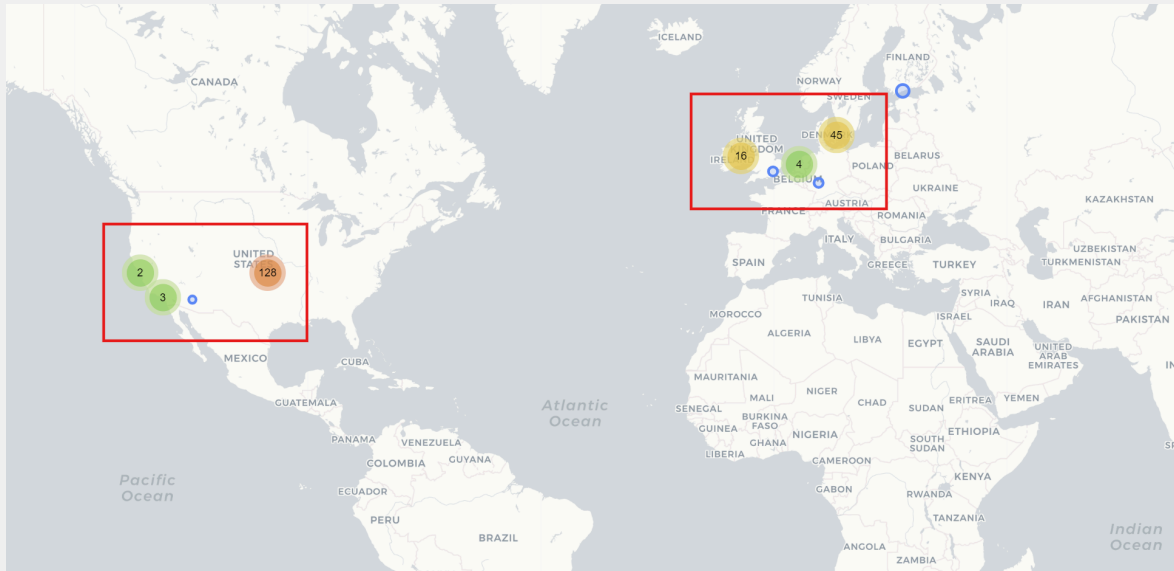 ICELAND
FINLAND
CANADA
NORWAY
SWEDEN
45
UNITED
16
4
BELARUS
POLAND
BELGIUM
UKRAINE
KAZAKHSTAN
AUSTRIA
FRANCE
ROMANIA
ITALY
BULGARIA
UZBEKISTAN
UNITED
SPAIN
GREECE
TURKEY
TURKMENISTAN
2
128
3
SYRIA
IRAQ
IRAN
AFGHANISTAN
TUNISIA
MOROCCO
ISRAEL
PAKISTAN
ALGERIA
LIBYA
EGYPT
SAUDI
ARABIA
UNITED
ARAB
EMIRATES
MEXICO
CUBA
MAURITANIA
NIGER
MALI
CHAD
SUDAN
ERITREA
YEMEN
GUATEMALA
Atlantic
Ocean
SENEGAL
BURKINA
FASO
GUINEA
NIGERIA
ETHIOPIA
SOUTH
SUDAN
GHANA
LIBERIA
PANAMA
VENEZUELA
GUYANA
COLOMBIA
CAMEROON
Pacific
Ocean
ECUADOR
GABON
KENYA
RWANDA
PERU
TANZANIA
BRAZIL
Indian
Ocean
ANGOLA
ZAMBIA